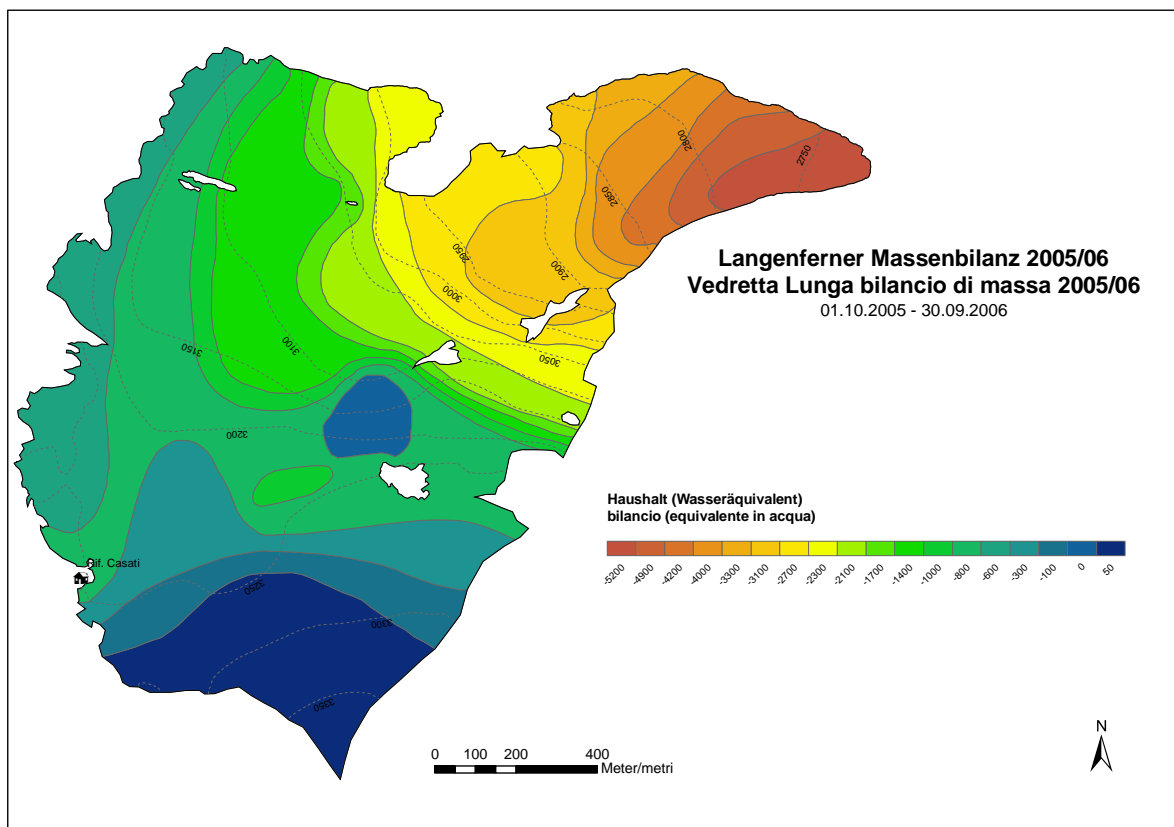 2750
2800
2850
Langenferner Massenbilanz 2005/06
Vedretta Lunga bilancio di massa 2005/06
01.10.2005 - 30.09.2006
2950
2900
3000
3050
3100
3150
3200
Haushalt (Wasseräquivalent)
bilancio (equivalente in acqua)
-5200 -4900 -4200 -4000 -3300 -3100 -2700 -2300 -2100 -1700 -1400 -1000 -800 -600 -300 -100 0 50
Rif. Casati
3250
3300
3350
N
0 100 200 400
Meter/metri